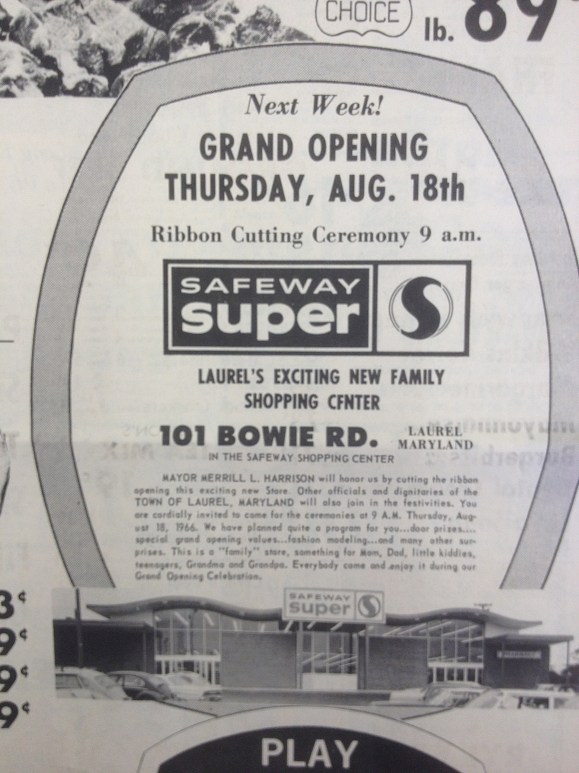 CHOICE
lb. 89¢
Next Week!
GRAND OPENING
THURSDAY, AUG. 18th
Ribbon Cutting Ceremony 9 a.m.
SAFEWAY
super S
LAUREL'S EXCITING NEW FAMILY
SHOPPING CENTER
101 BOWIE RD. LAUREL
MARYLAND
IN THE SAFEWAY SHOPPING CENTER
MAYOR MERRILL L. HARRISON will honor us by cutting the ribbon
opening this exciting new Store. Other officials and dignitaries of the
TOWN OF LAUREL, MARYLAND will also join in the festivities. You
are cordially invited to come for the ceremonies at 9 A.M. Thursday, Aug-
ust 18, 1966. We have planned quite a program for you...door prizes....
special grand opening values...fashion modeling...and many other sur-
prises. This is a "family" store, something for Mom, Dad, little kiddies,
teenagers, Grandma and Grandpa. Everybody come and enjoy it during our
Grand Opening Celebration.
SAFEWAY
super S
3¢
9¢
9¢
9¢
PLAY